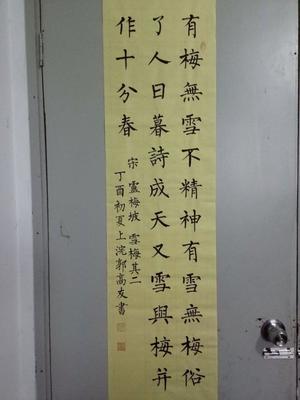 有梅無雪不精神有雪無梅俗
了人日暮詩成天又雪與梅并
作十分春
宋 盧梅坡 雪梅其二
丁酉初夏上浣郭高友書